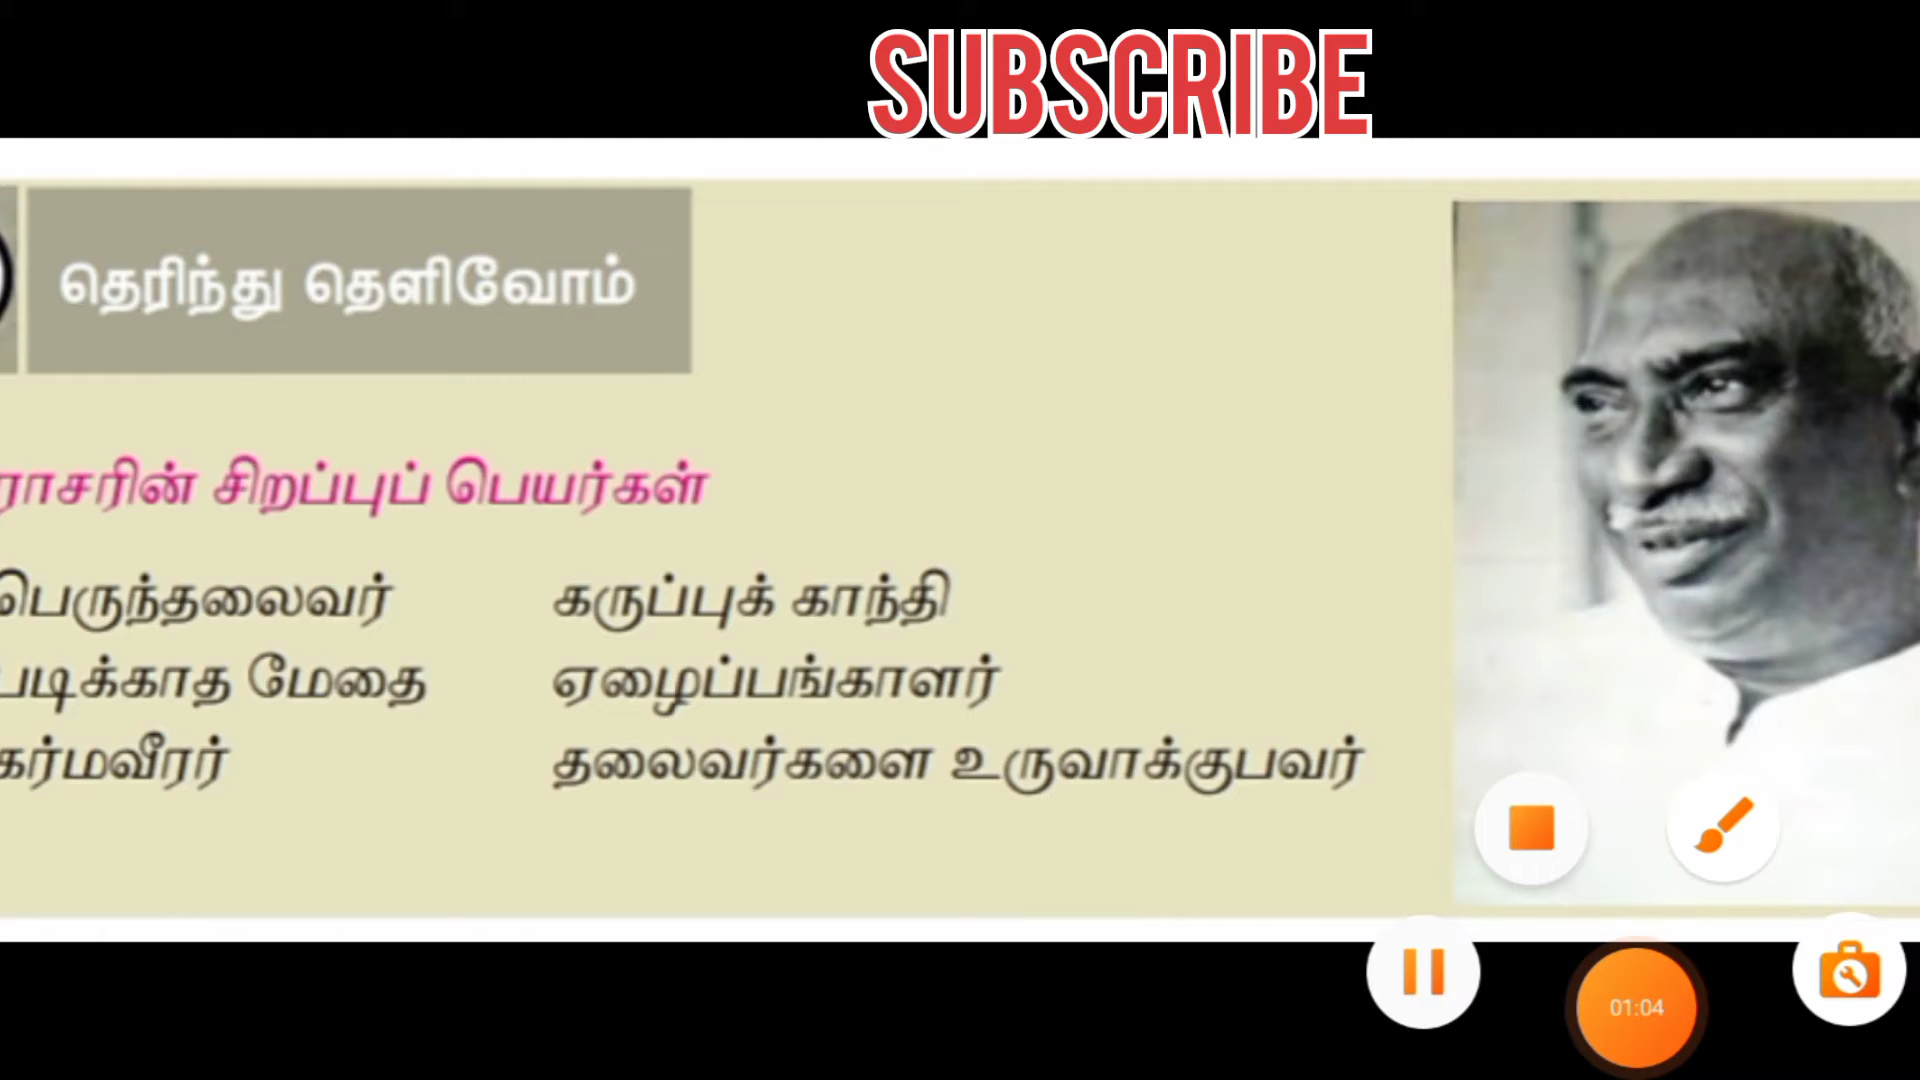 SUBSCRIBE
தெரிந்து தெளிவோம்
ராசரின் சிறப்புப் பெயர்கள்
பெருந்தலைவர் கருப்புக் காந்தி
படிக்காத மேதை ஏழைப்பங்காளர்
கர்மவீரர் தலைவர்களை உருவாக்குபவர்
01:04